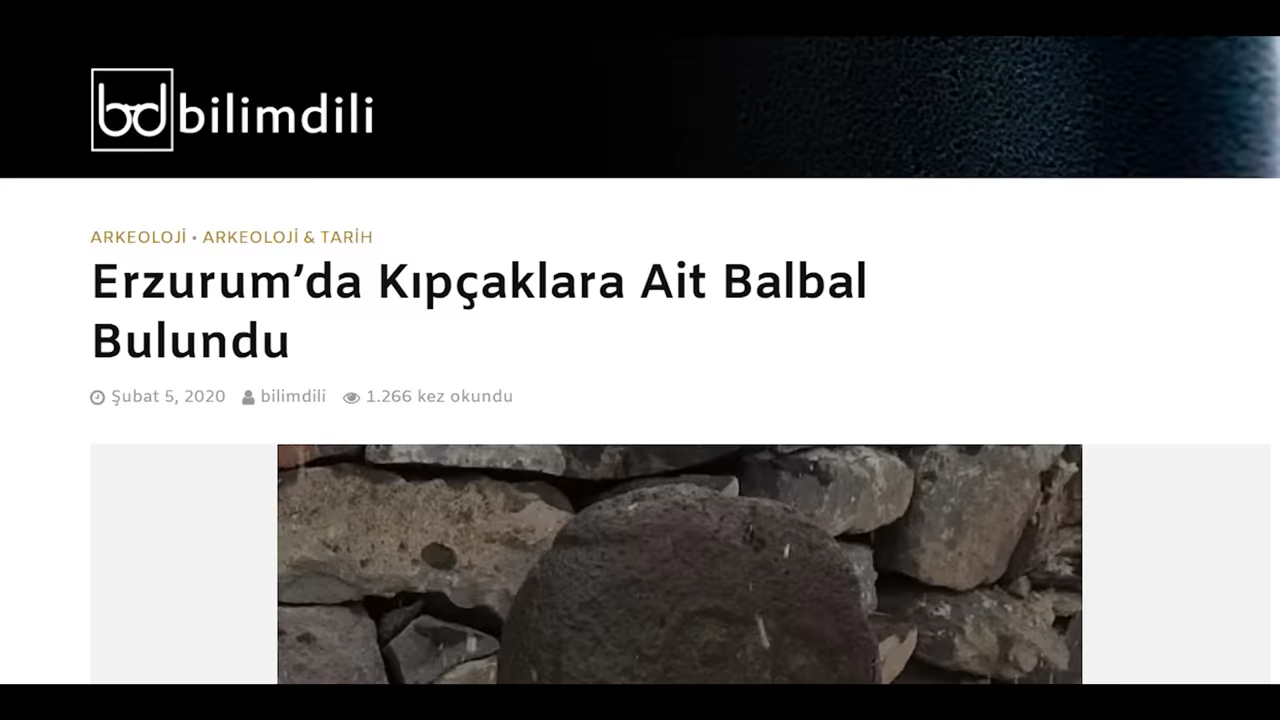 bd bilimdili
ARKEOLOJİ • ARKEOLOJİ & TARİH
Erzurum’da Kıpçaklara Ait Balbal
Bulundu
Şubat 5, 2020 bilimdili 1.266 kez okundu